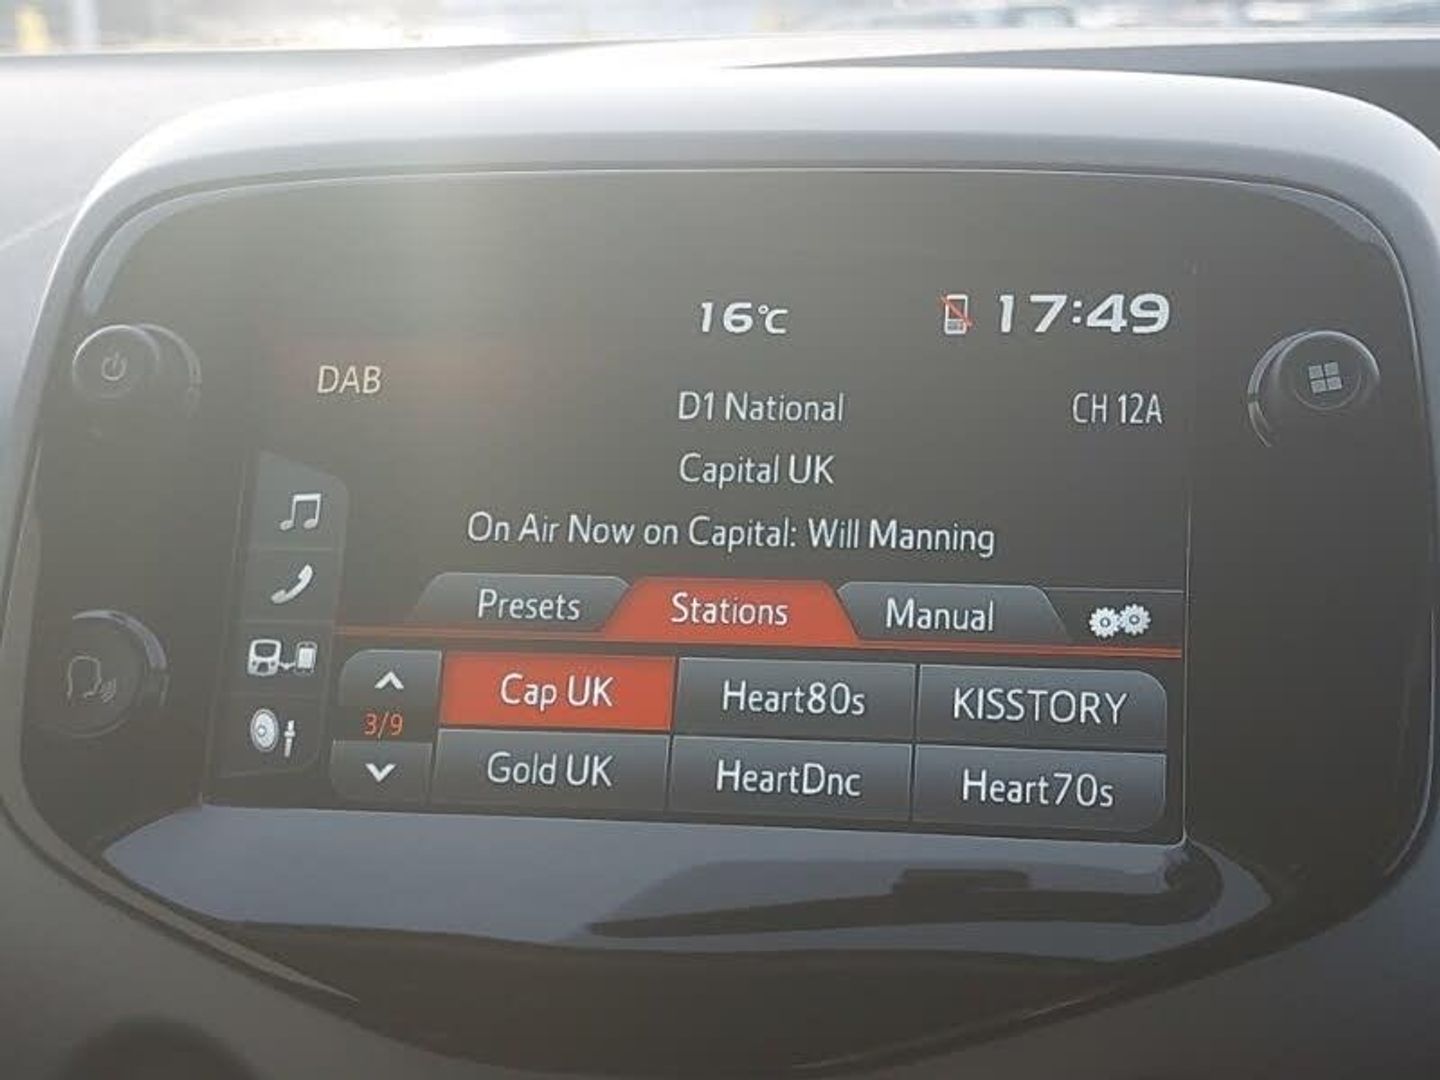 16°C 17:49
DAB
D1 National CH 12A
Capital UK
On Air Now on Capital: Will Manning
Presets Stations Manual
Cap UK Heart80s KISSTORY
3/9
Gold UK HeartDnc Heart70s